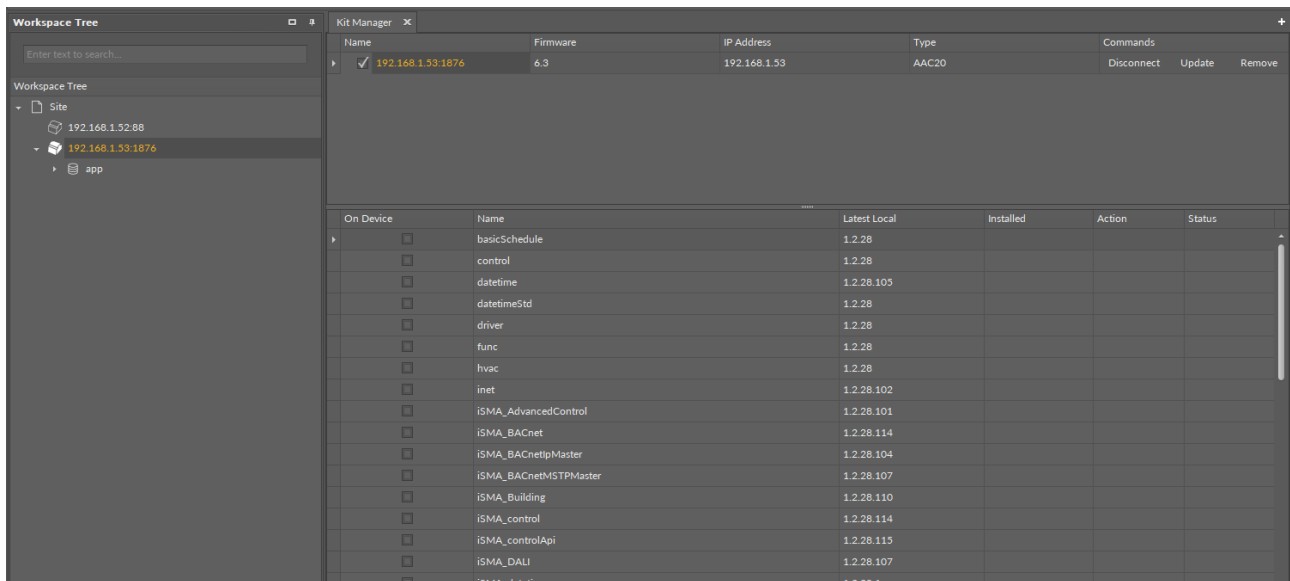 Workspace Tree
Enter text to search...
Workspace Tree
Site
192.168.1.52:88
192.168.1.53:1876
app
Kit Manager
Name Firmware IP Address Type Commands
192.168.1.53:1876 6.3 192.168.1.53 AAC20 Disconnect Update Remove
On Device Name Latest Local Installed Action Status
basicSchedule 1.2.28
control 1.2.28
datetime 1.2.28.105
datetimeStd 1.2.28
driver 1.2.28
func 1.2.28
hvac 1.2.28
inet 1.2.28.102
iSMA_AdvancedControl 1.2.28.101
iSMA_BACnet 1.2.28.114
iSMA_BACnetIpMaster 1.2.28.104
iSMA_BACnetMSTPMaster 1.2.28.107
iSMA_Building 1.2.28.110
iSMA_control 1.2.28.114
iSMA_controlApi 1.2.28.115
iSMA_DALI 1.2.28.107